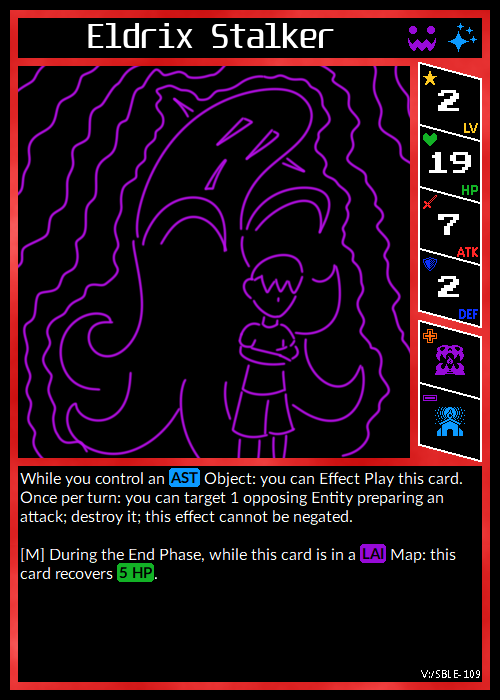 Eldrix Stalker
2
LV
19
HP
7
ATK
2
DEF
While you control an AST Object: you can Effect Play this card.
Once per turn: you can target 1 opposing Entity preparing an
attack; destroy it; this effect cannot be negated.
[M] During the End Phase, while this card is in a LAI Map: this
card recovers 5 HP.
V:/SBLE-109